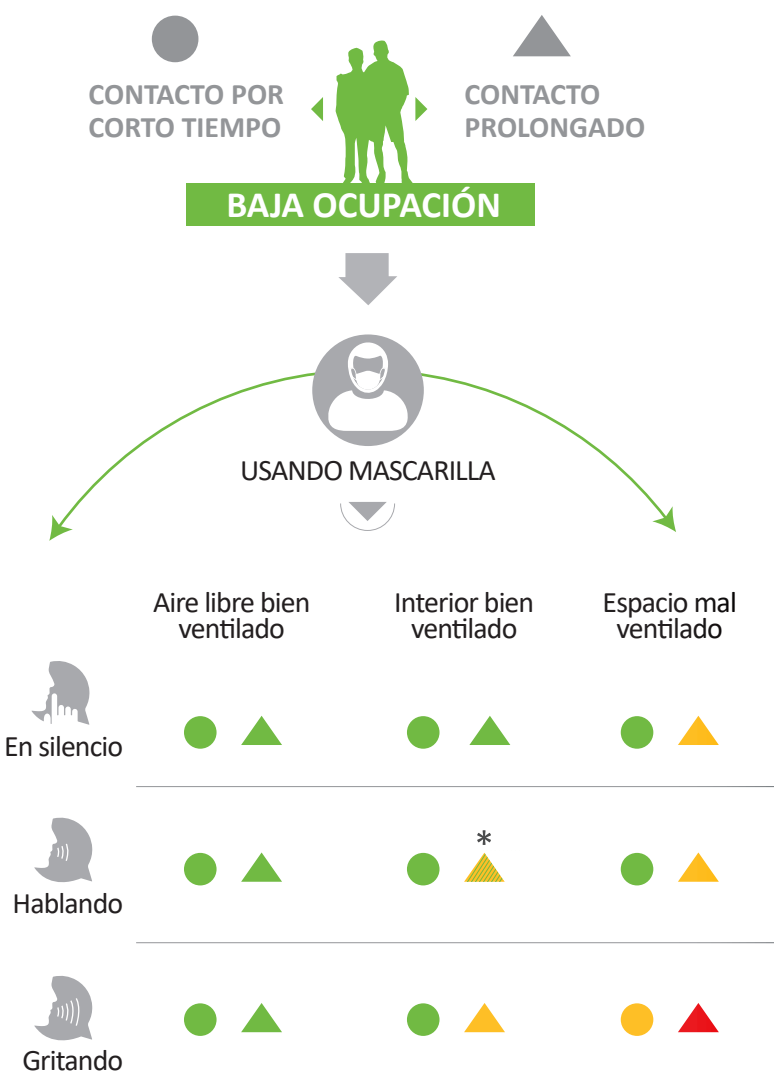 CONTACTO POR
CORTO TIEMPO
CONTACTO
PROLONGADO
BAJA OCUPACIÓN
USANDO MASCARILLA
Aire libre bien
ventilado
Interior bien
ventilado
Espacio mal
ventilado
En silencio
*
Hablando
Gritando